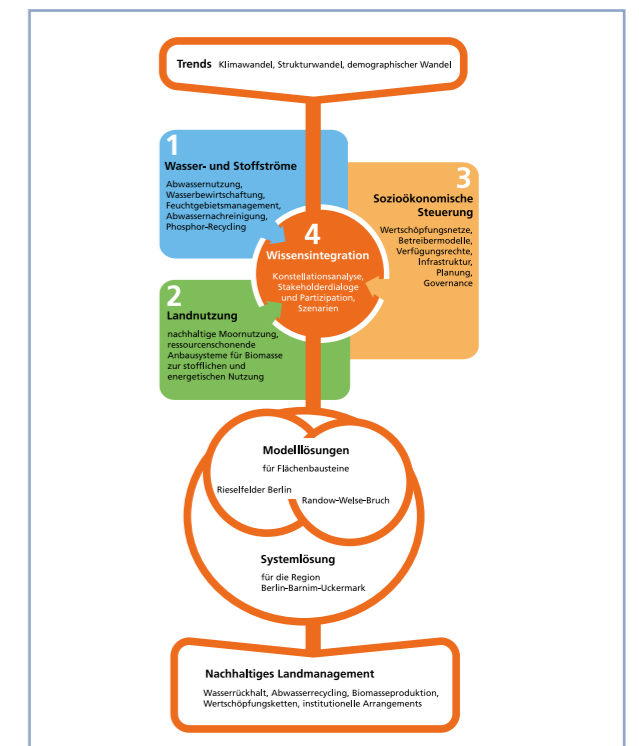 Trends Klimawandel, Strukturwandel, demographischer Wandel
1
Wasser- und Stoffströme
Abwassernutzung,
Wasserbewirtschaftung,
Feuchtgebietsmanagement,
Abwassernachreinigung,
Phosphor-Recycling
2
Landnutzung
nachhaltige Moornutzung,
ressourcenschonende
Anbausysteme für Biomasse
zur stofflichen und
energetischen Nutzung
3
Sozioökonomische
Steuerung
Wertschöpfungsnetze,
Betreibermodelle,
Verfügungsrechte,
Infrastruktur,
Planung,
Governance
4
Wissensintegration
Konstellationsanalyse,
Stakeholderdialoge
und Partizipation,
Szenarien
Modelllösungen
für Flächenbausteine
Rieselfelder Berlin
Randow-Welse-Bruch
Systemlösung
für die Region
Berlin-Barnim-Uckermark
Nachhaltiges Landmanagement
Wasserrückhalt, Abwasserrecycling, Biomasseproduktion,
Wertschöpfungsketten, institutionelle Arrangements